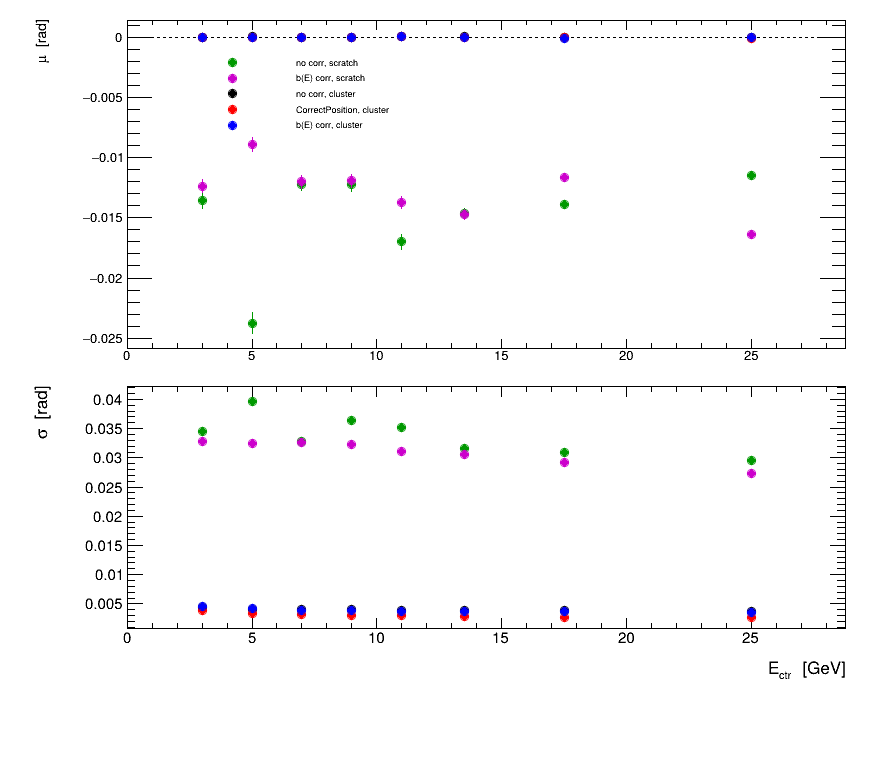 μ [rad]
0
−0.005
−0.01
−0.015
−0.02
−0.025
no corr, scratch
b(E) corr, scratch
no corr, cluster
CorrectPosition, cluster
b(E) corr, cluster
0 5 10 15 20 25
σ [rad]
0.04
0.035
0.03
0.025
0.02
0.015
0.01
0.005
0 5 10 15 20 25
E_ctr [GeV]